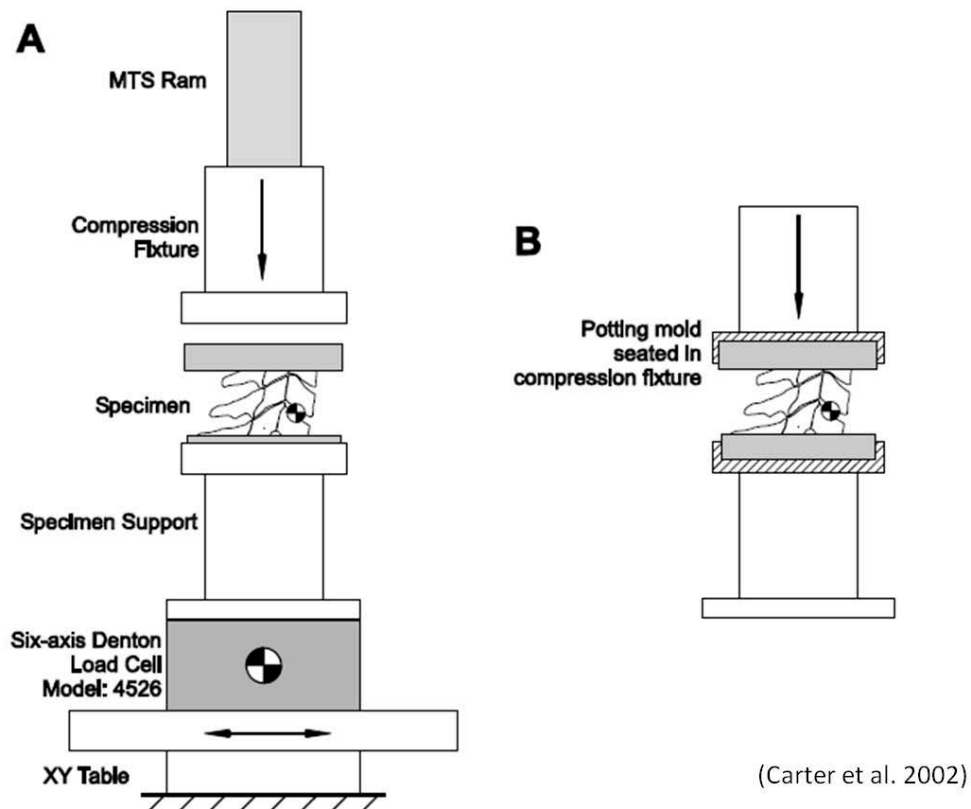 A
MTS Ram
Compression
Fixture
Specimen
Specimen Support
Six-axis Denton
Load Cell
Model: 4526
XY Table
B
Potting mold
seated in
compression fixture
(Carter et al. 2002)